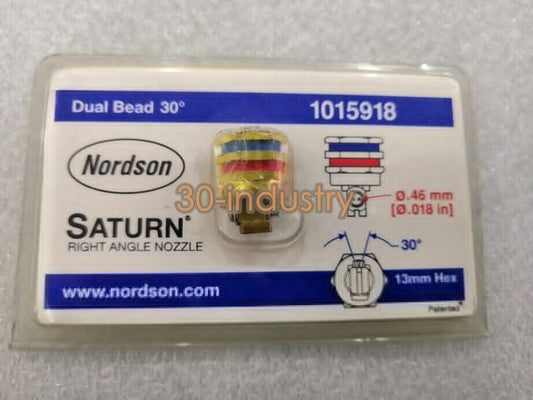 Dual Bead 30°
1015918
Nordson
SATURN®
RIGHT ANGLE NOZZLE
30-industry
Ø.46 mm
[Ø.018 in]
30°
13mm Hex
www.nordson.com
Patented®